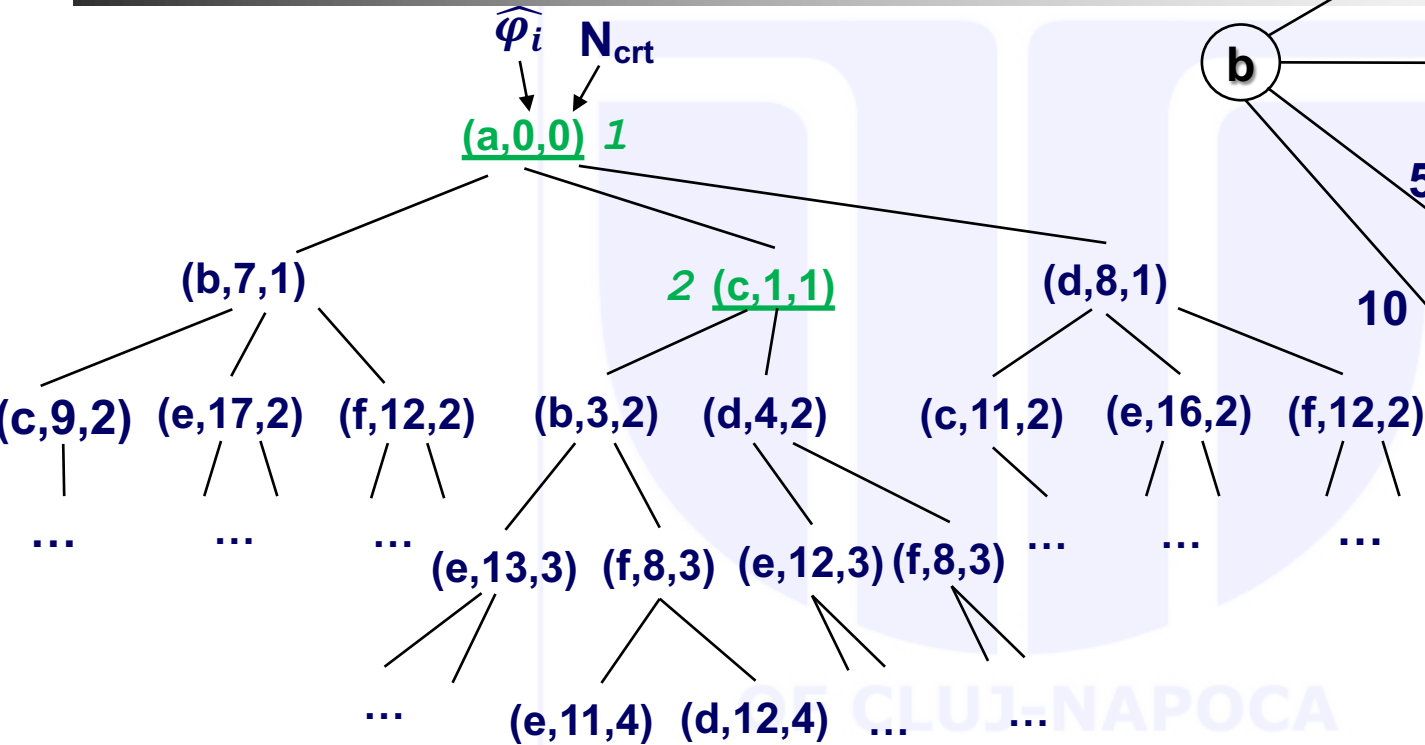 φ̂ᵢ N_crt
b
(a,0,0) 1
5
(b,7,1) 2 (c,1,1) (d,8,1)
10
(c,9,2) (e,17,2) (f,12,2) (b,3,2) (d,4,2) (c,11,2) (e,16,2) (f,12,2)
... ... ... ... ... ...
(e,13,3) (f,8,3) (e,12,3) (f,8,3)
... (e,11,4) (d,12,4) ... ...
OF CLUJ-NAPOCA